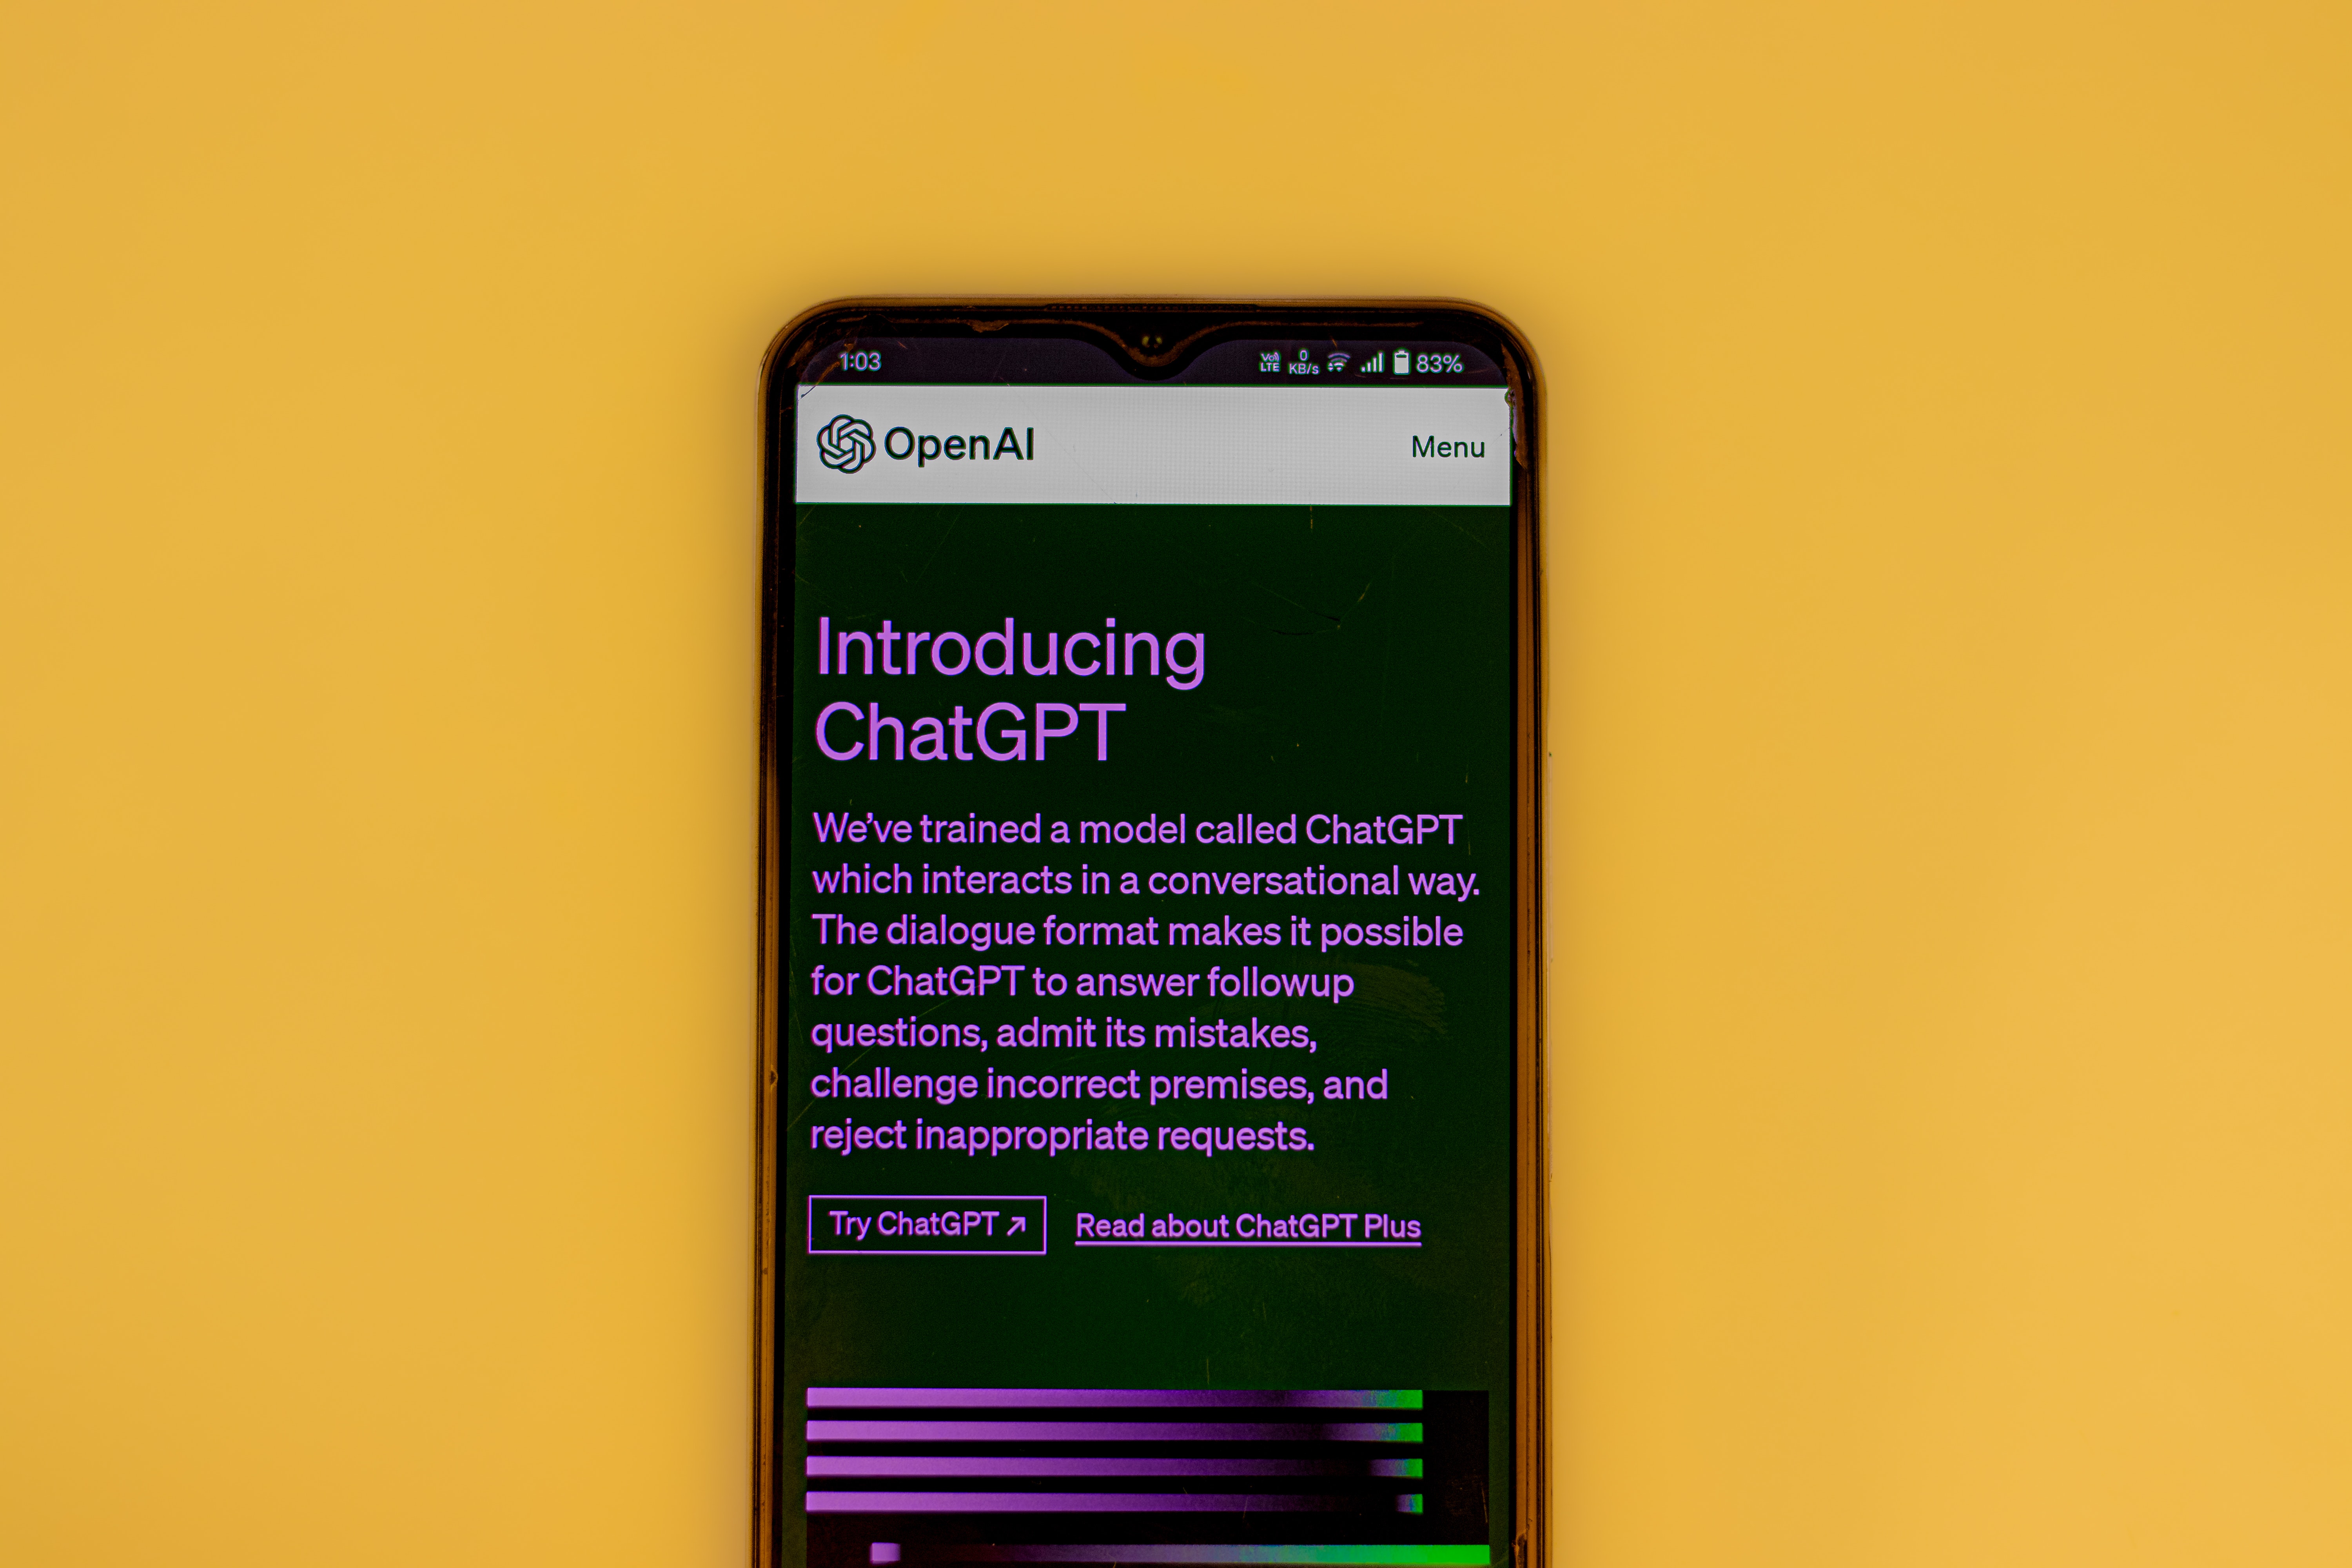 1:03 Vo)) LTE 0 KB/s 83%
OpenAI Menu
Introducing
ChatGPT
We’ve trained a model called ChatGPT
which interacts in a conversational way.
The dialogue format makes it possible
for ChatGPT to answer followup
questions, admit its mistakes,
challenge incorrect premises, and
reject inappropriate requests.
Try ChatGPT ↗ Read about ChatGPT Plus